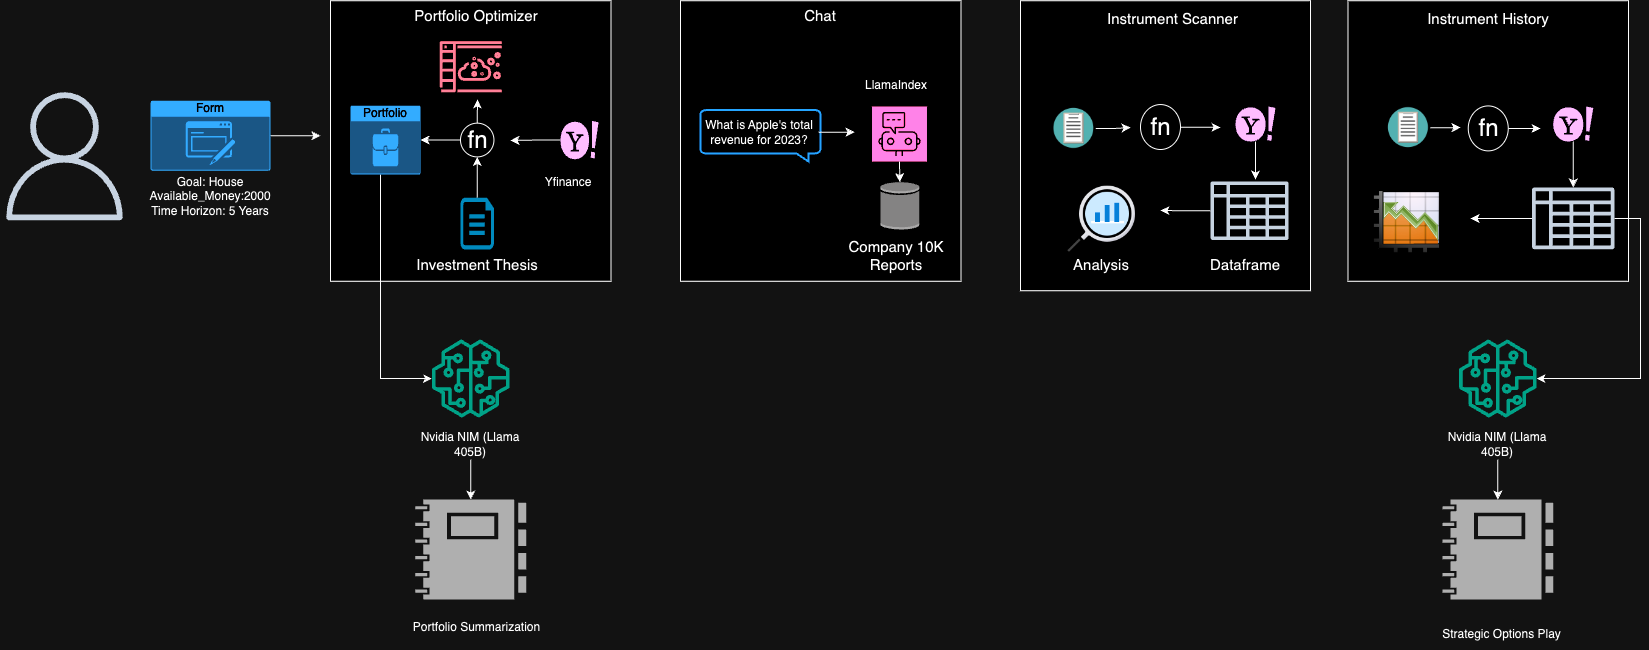 Portfolio Optimizer
Form
Goal: House
Available_Money:2000
Time Horizon: 5 Years
Portfolio
fn
Y!
Yfinance
Investment Thesis
Nvidia NIM (Llama
405B)
Portfolio Summarization
Chat
LlamaIndex
What is Apple's total
revenue for 2023?
Company 10K
Reports
Instrument Scanner
fn
Y!
Analysis
Dataframe
Instrument History
fn
Y!
Nvidia NIM (Llama
405B)
Strategic Options Play